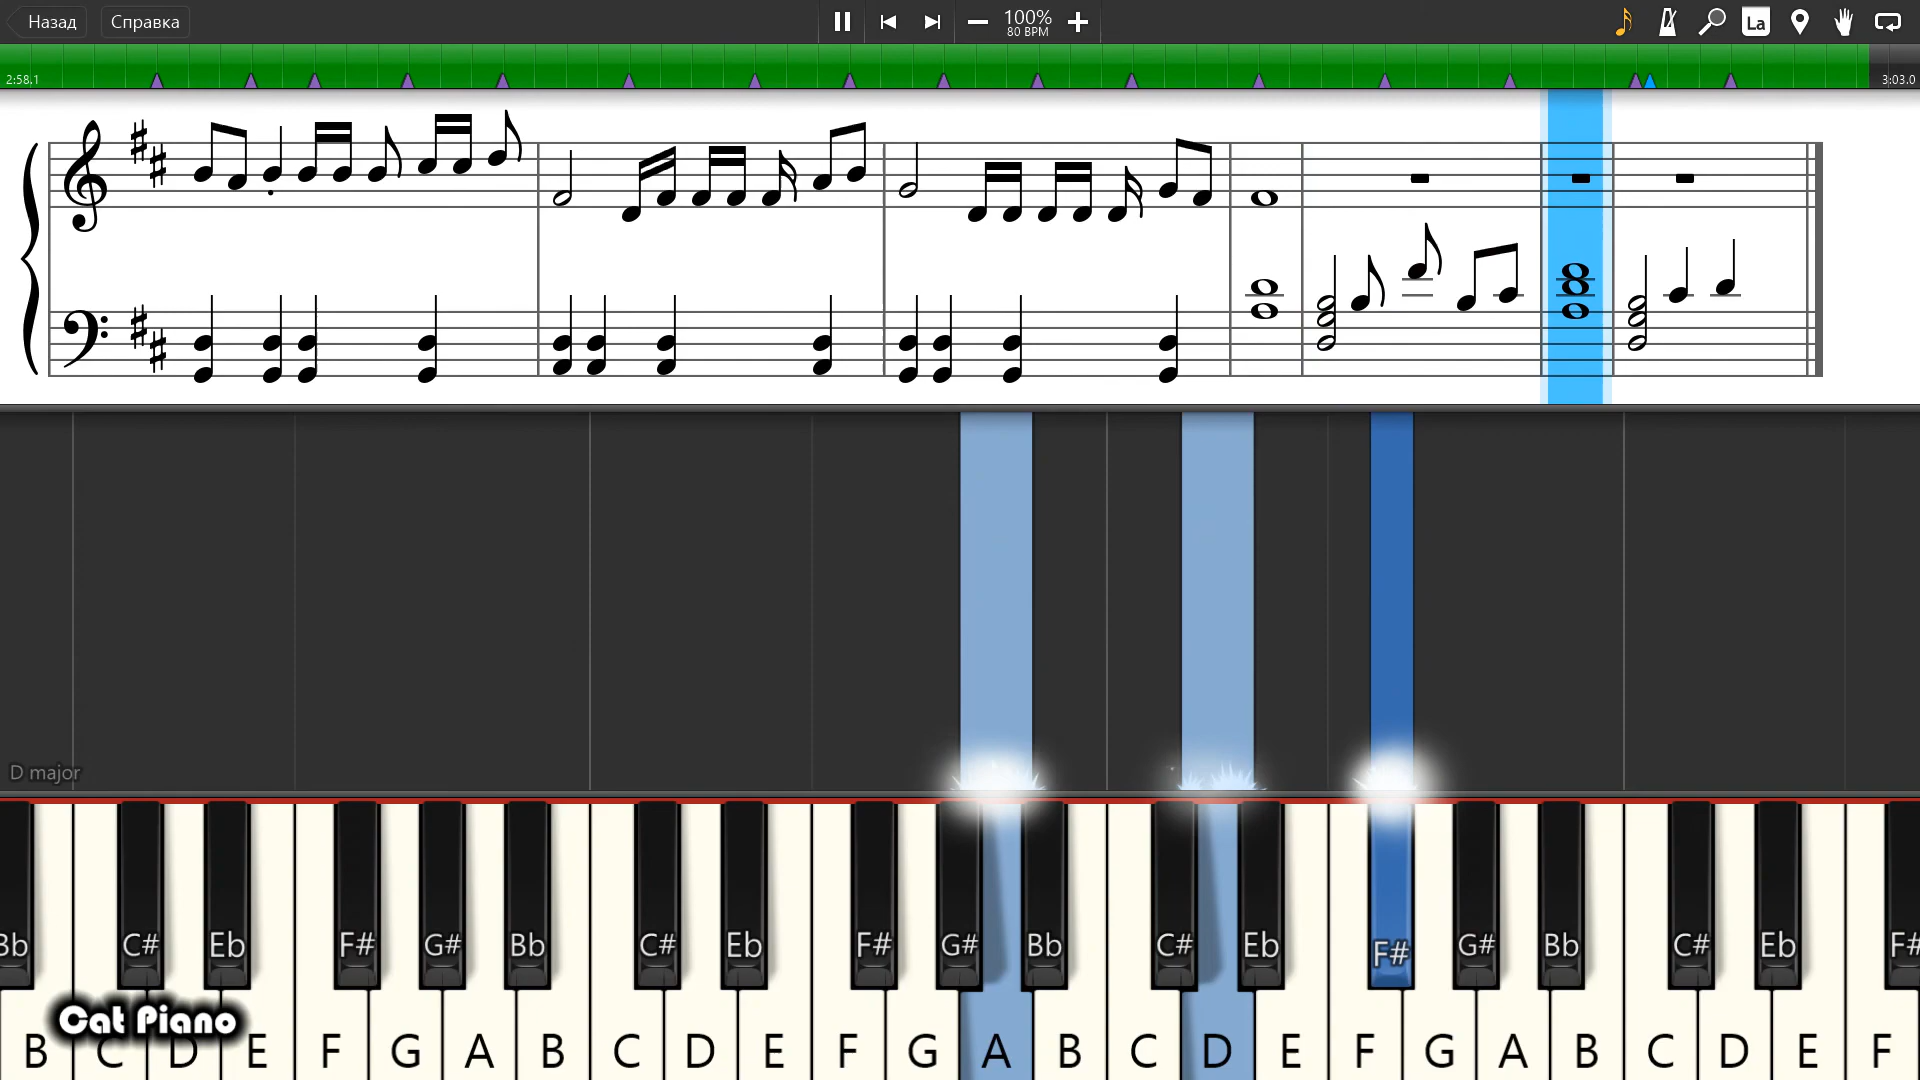 Назад Справка 100% La
80 BPM
2:58.1 3:03.0
D major
Bb C# Eb F# G# Bb C# Eb F# G# Bb C# Eb F# G# Bb C# Eb F#
Cat Piano
B C D E F G A B C D E F G A B C D E F G A B C D E F